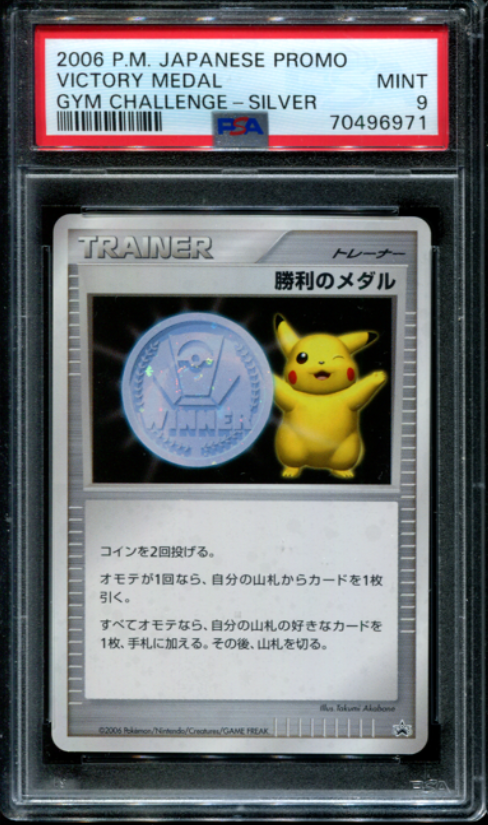 2006 P.M. JAPANESE PROMO
VICTORY MEDAL MINT
GYM CHALLENGE - SILVER 9
PSA 70496971
TRAINER トレーナー
勝利のメダル
WINNER
コインを2回投げる。
オモテが1回なら、自分の山札からカードを1枚
引く。
すべてオモテなら、自分の山札の好きなカードを
1枚、手札に加える。その後、山札を切る。
Illus. Takumi Akabane
©2006 Pokémon/Nintendo/Creatures/GAME FREAK
PSA